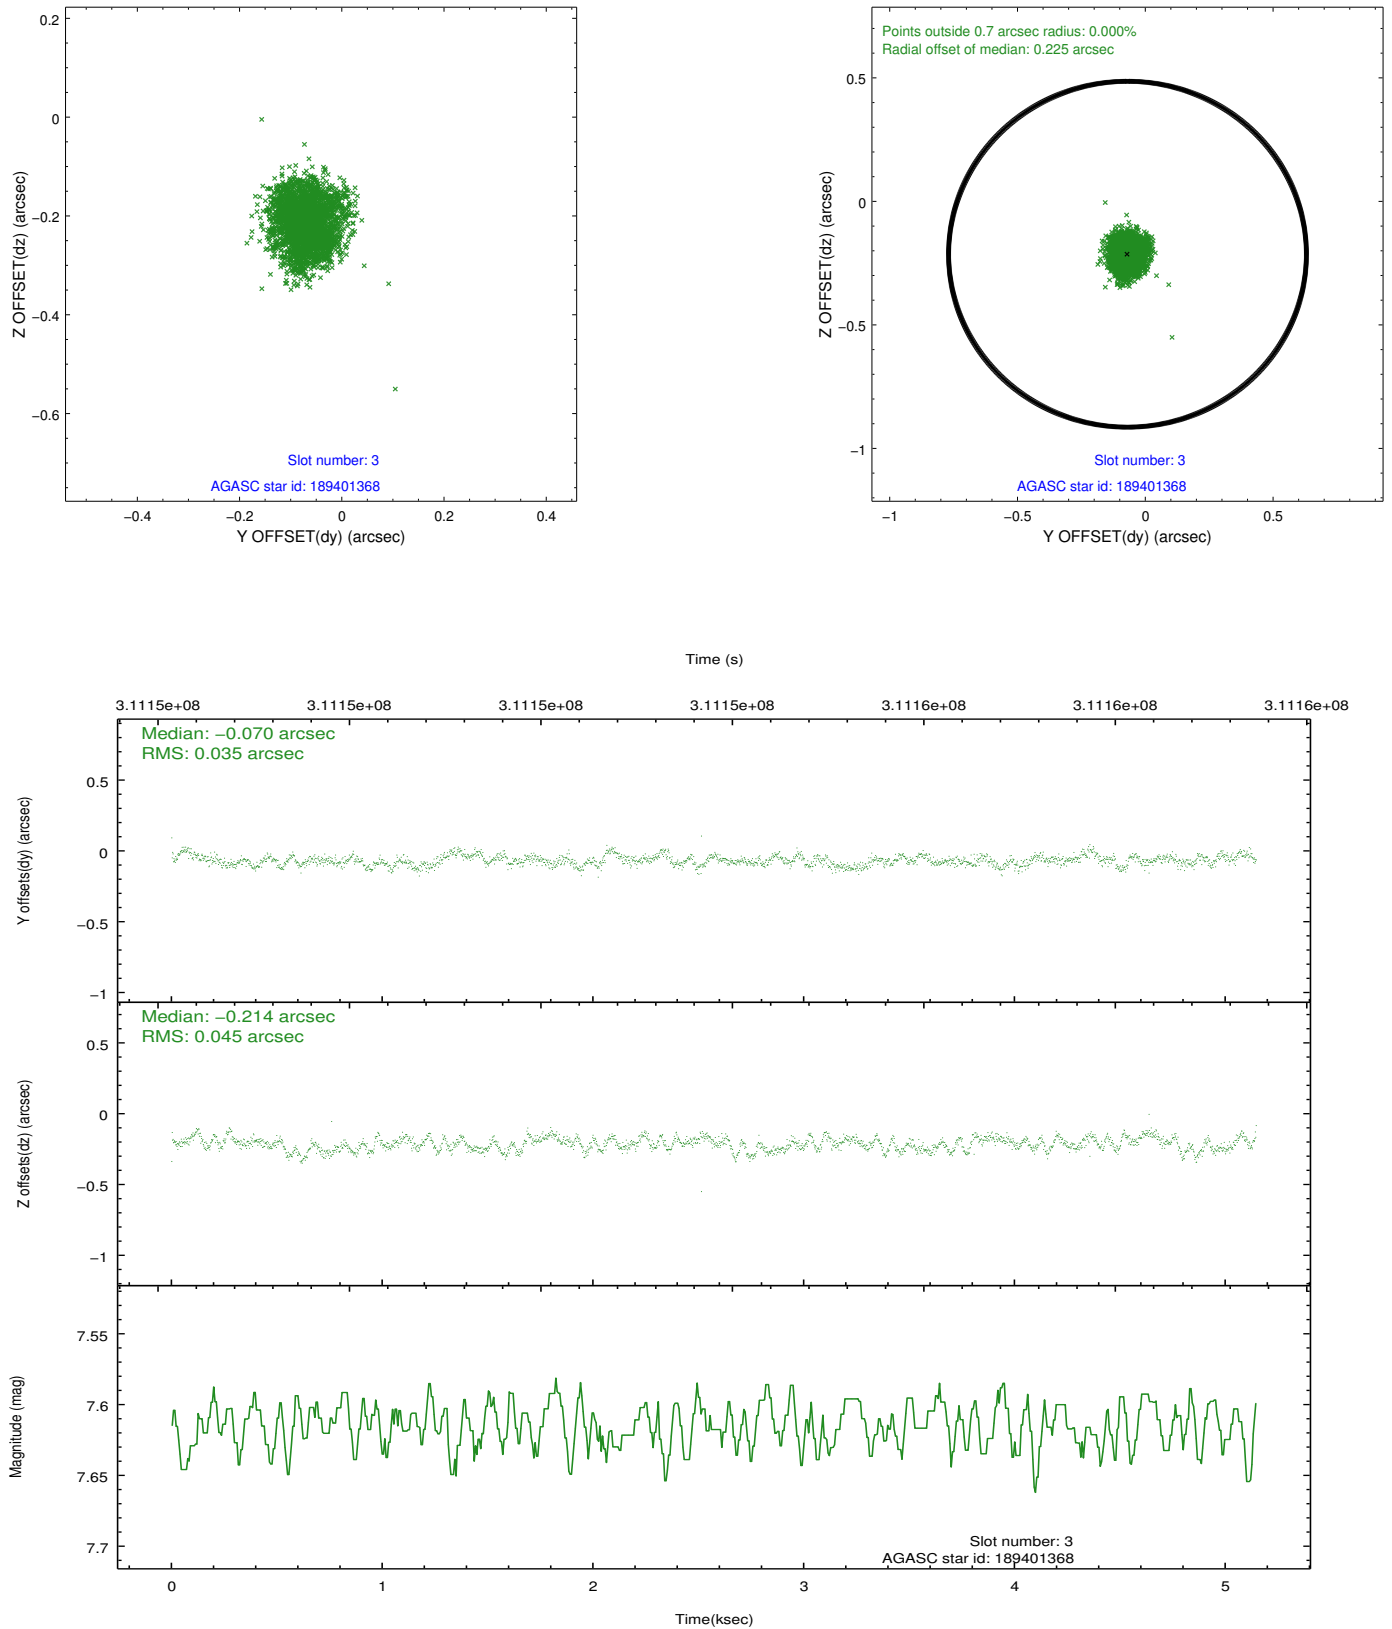 0.2
0
−0.2
−0.4
−0.6
Z OFFSET(dz) (arcsec)
Slot number: 3
AGASC star id: 189401368
−0.4
−0.2
0
0.2
0.4
Y OFFSET(dy) (arcsec)
Points outside 0.7 arcsec radius: 0.000%
Radial offset of median: 0.225 arcsec
0.5
0
−0.5
−1
Z OFFSET(dz) (arcsec)
Slot number: 3
AGASC star id: 189401368
−1
−0.5
0
0.5
Y OFFSET(dy) (arcsec)
Time (s)
3.1115e+08
3.1115e+08
3.1115e+08
3.1115e+08
3.1116e+08
3.1116e+08
3.1116e+08
Median: −0.070 arcsec
RMS: 0.035 arcsec
0.5
0
−0.5
−1
Y offsets(dy) (arcsec)
Median: −0.214 arcsec
RMS: 0.045 arcsec
0.5
0
−0.5
−1
Z offsets(dz) (arcsec)
7.55
7.6
7.65
7.7
Magnitude (mag)
Slot number: 3
AGASC star id: 189401368
0
1
2
3
4
5
Time(ksec)